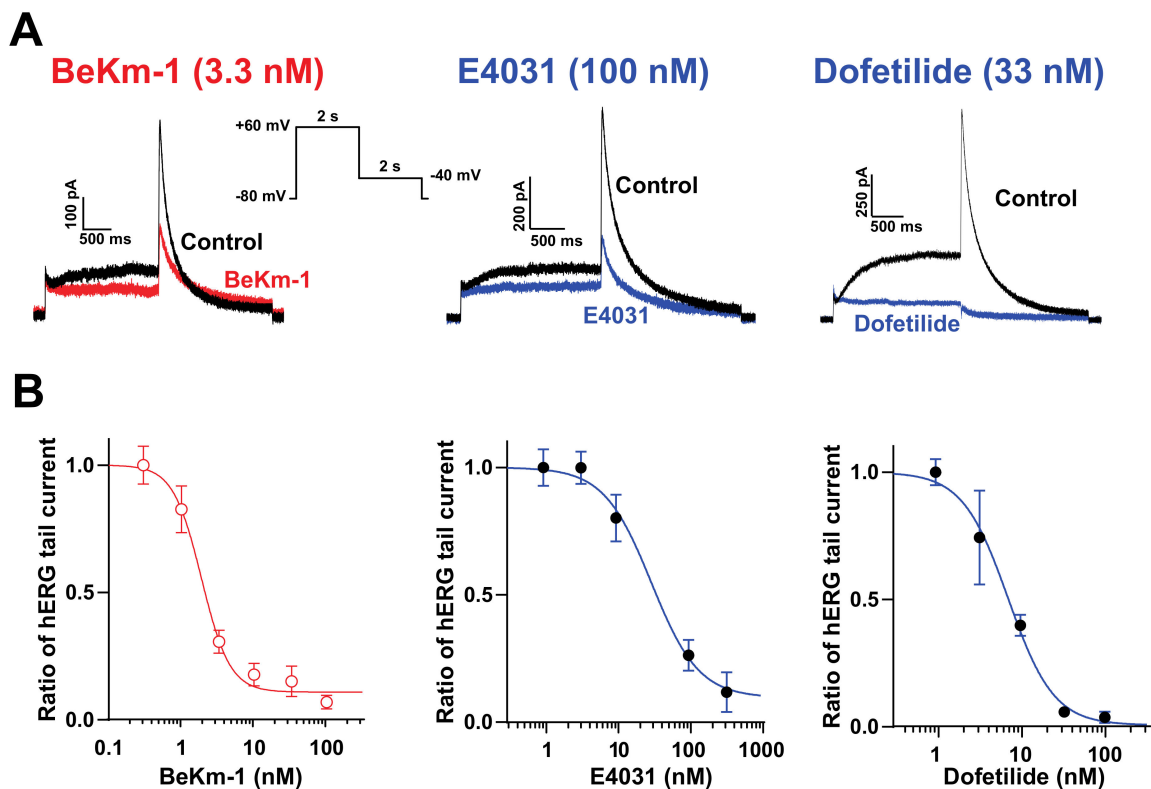 A
BeKm-1 (3.3 nM)
E4031 (100 nM)
Dofetilide (33 nM)
2 s
+60 mV
2 s
-40 mV
-80 mV
100 pA
500 ms
Control
BeKm-1
200 pA
500 ms
Control
E4031
250 pA
500 ms
Control
Dofetilide
B
Ratio of hERG tail current
1.0
0.5
0.0
0.1
1
10
100
BeKm-1 (nM)
Ratio of hERG tail current
1.0
0.5
0.0
1
10
100
1000
E4031 (nM)
Ratio of hERG tail current
1.0
0.5
0.0
1
10
100
Dofetilide (nM)